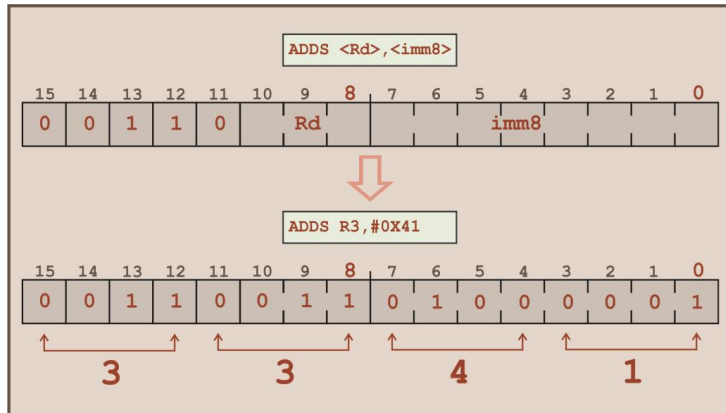 ADDS <Rd>,<imm8>
15 14 13 12 11 10 9 8 7 6 5 4 3 2 1 0
0 0 1 1 0 Rd imm8
ADDS R3,#0X41
15 14 13 12 11 10 9 8 7 6 5 4 3 2 1 0
0 0 1 1 0 0 1 1 0 1 0 0 0 0 0 1
3 3 4 1